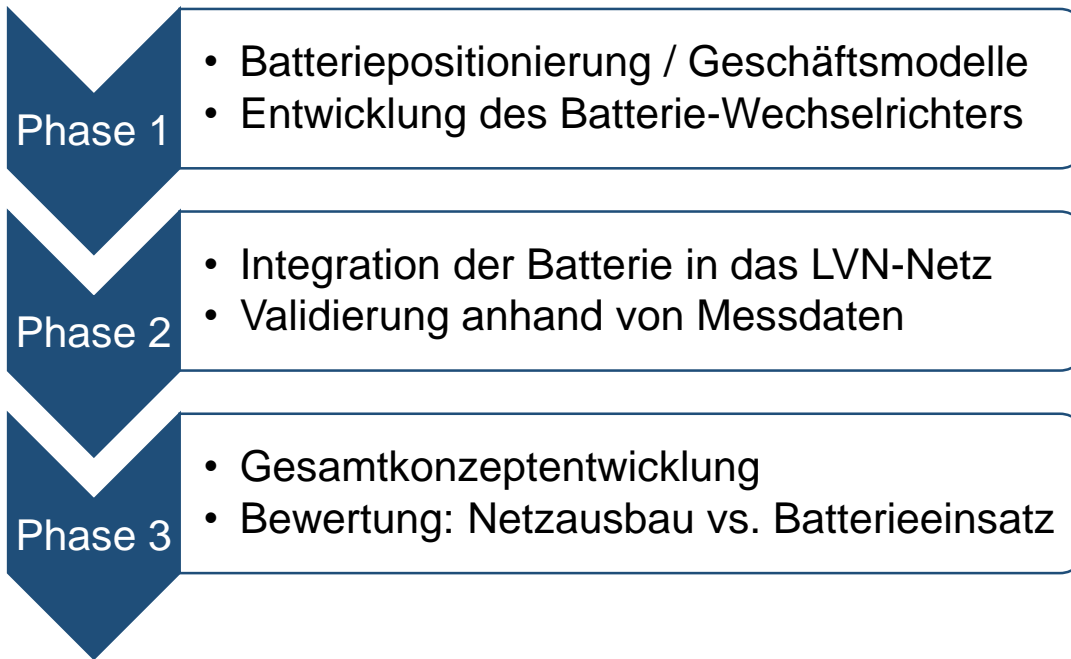 Phase 1
• Batteriepositionierung / Geschäftsmodelle
• Entwicklung des Batterie-Wechselrichters
Phase 2
• Integration der Batterie in das LVN-Netz
• Validierung anhand von Messdaten
Phase 3
• Gesamtkonzeptentwicklung
• Bewertung: Netzausbau vs. Batterieeinsatz